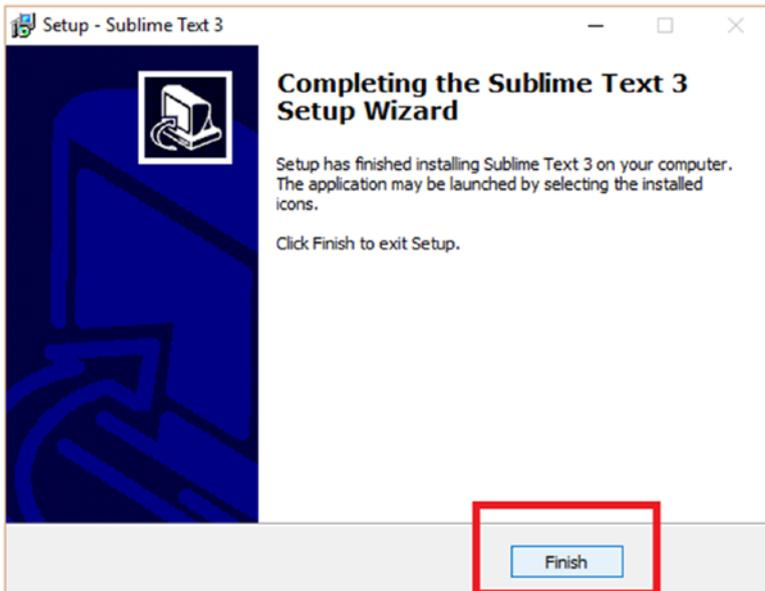 Setup - Sublime Text 3
Completing the Sublime Text 3
Setup Wizard
Setup has finished installing Sublime Text 3 on your computer.
The application may be launched by selecting the installed
icons.
Click Finish to exit Setup.
Finish